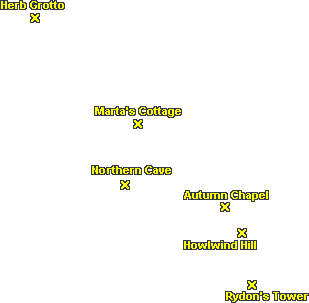 Herb Grotto
Marta's Cottage
Northern Cave
Autumn Chapel
Howlwind Hill
Rydon's Tower